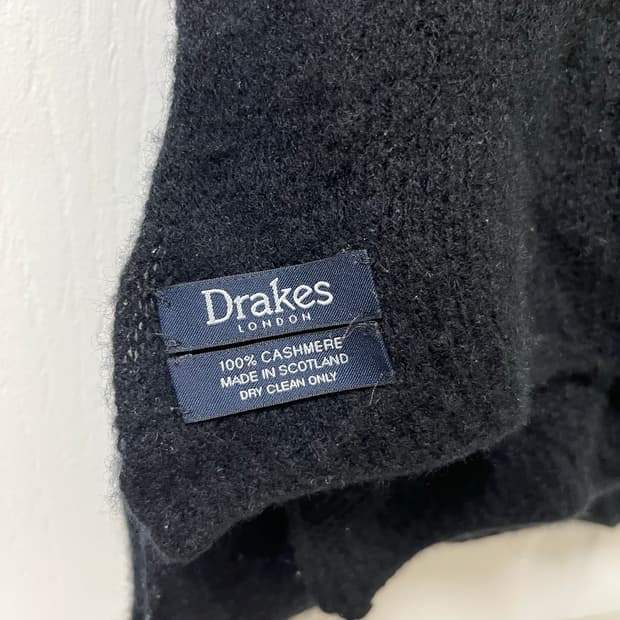 Drakes
LONDON
100% CASHMERE
MADE IN SCOTLAND
DRY CLEAN ONLY